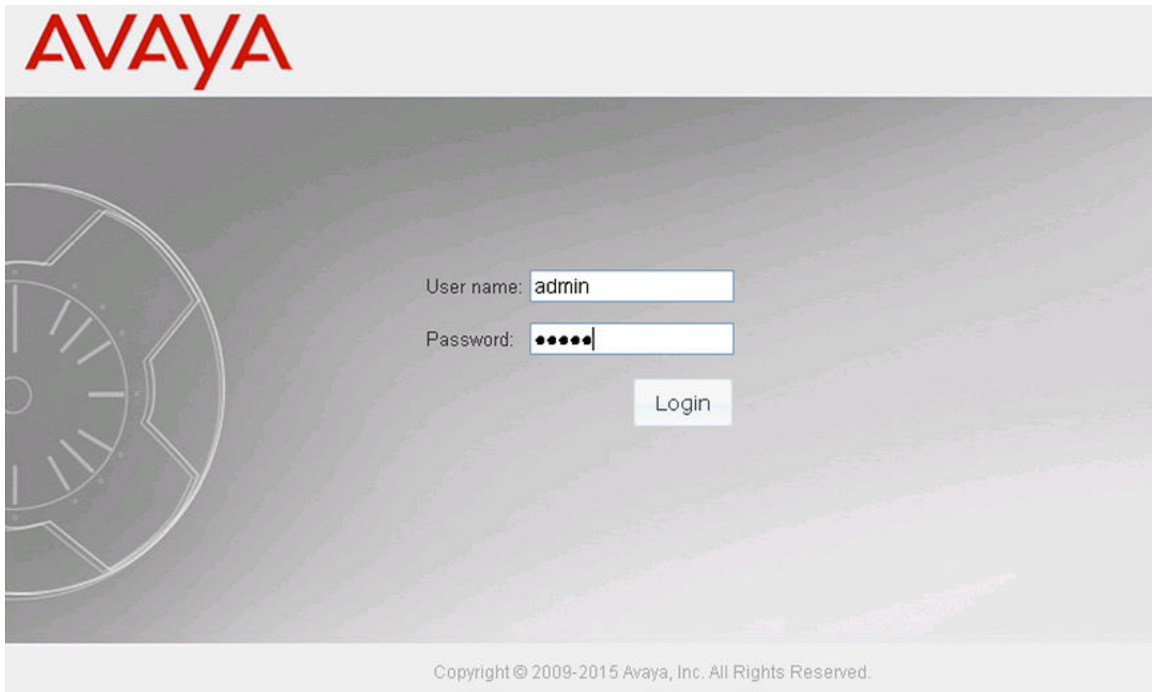 AVAYA
User name: admin
Password: •••••
Login
Copyright © 2009-2015 Avaya, Inc. All Rights Reserved.